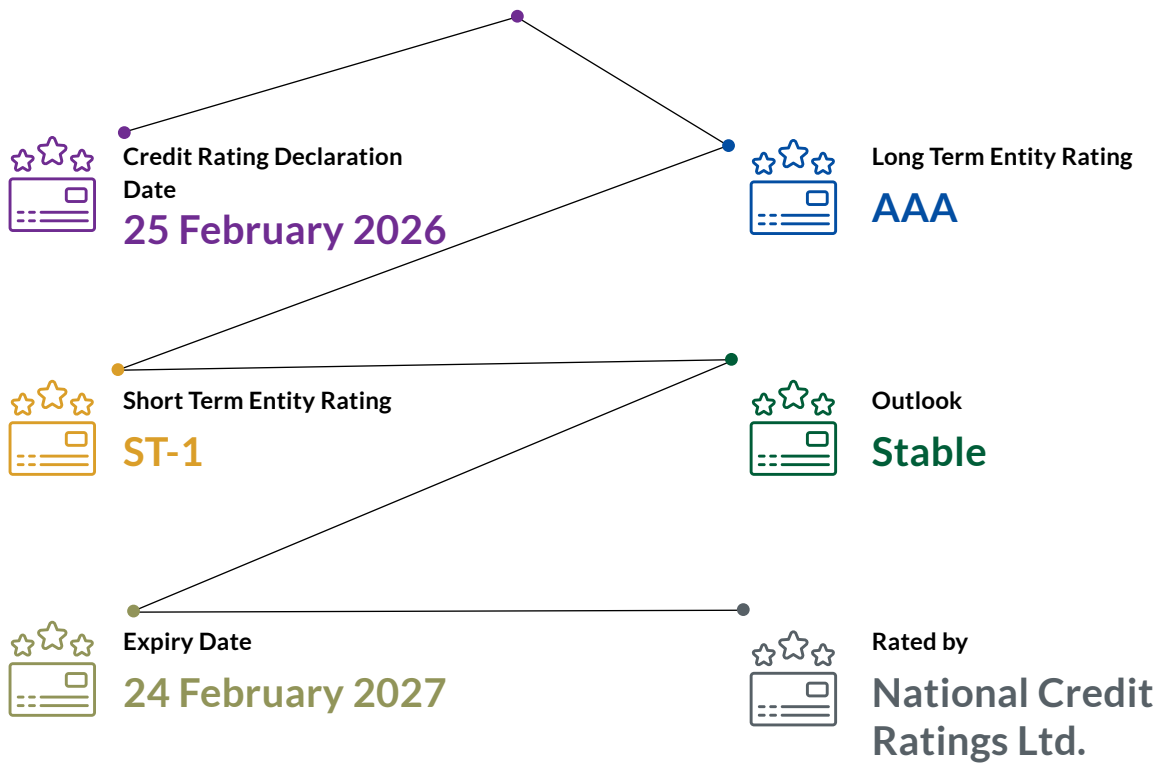 Credit Rating Declaration
Date
25 February 2026
Long Term Entity Rating
AAA
Short Term Entity Rating
ST-1
Outlook
Stable
Expiry Date
24 February 2027
Rated by
National Credit
Ratings Ltd.